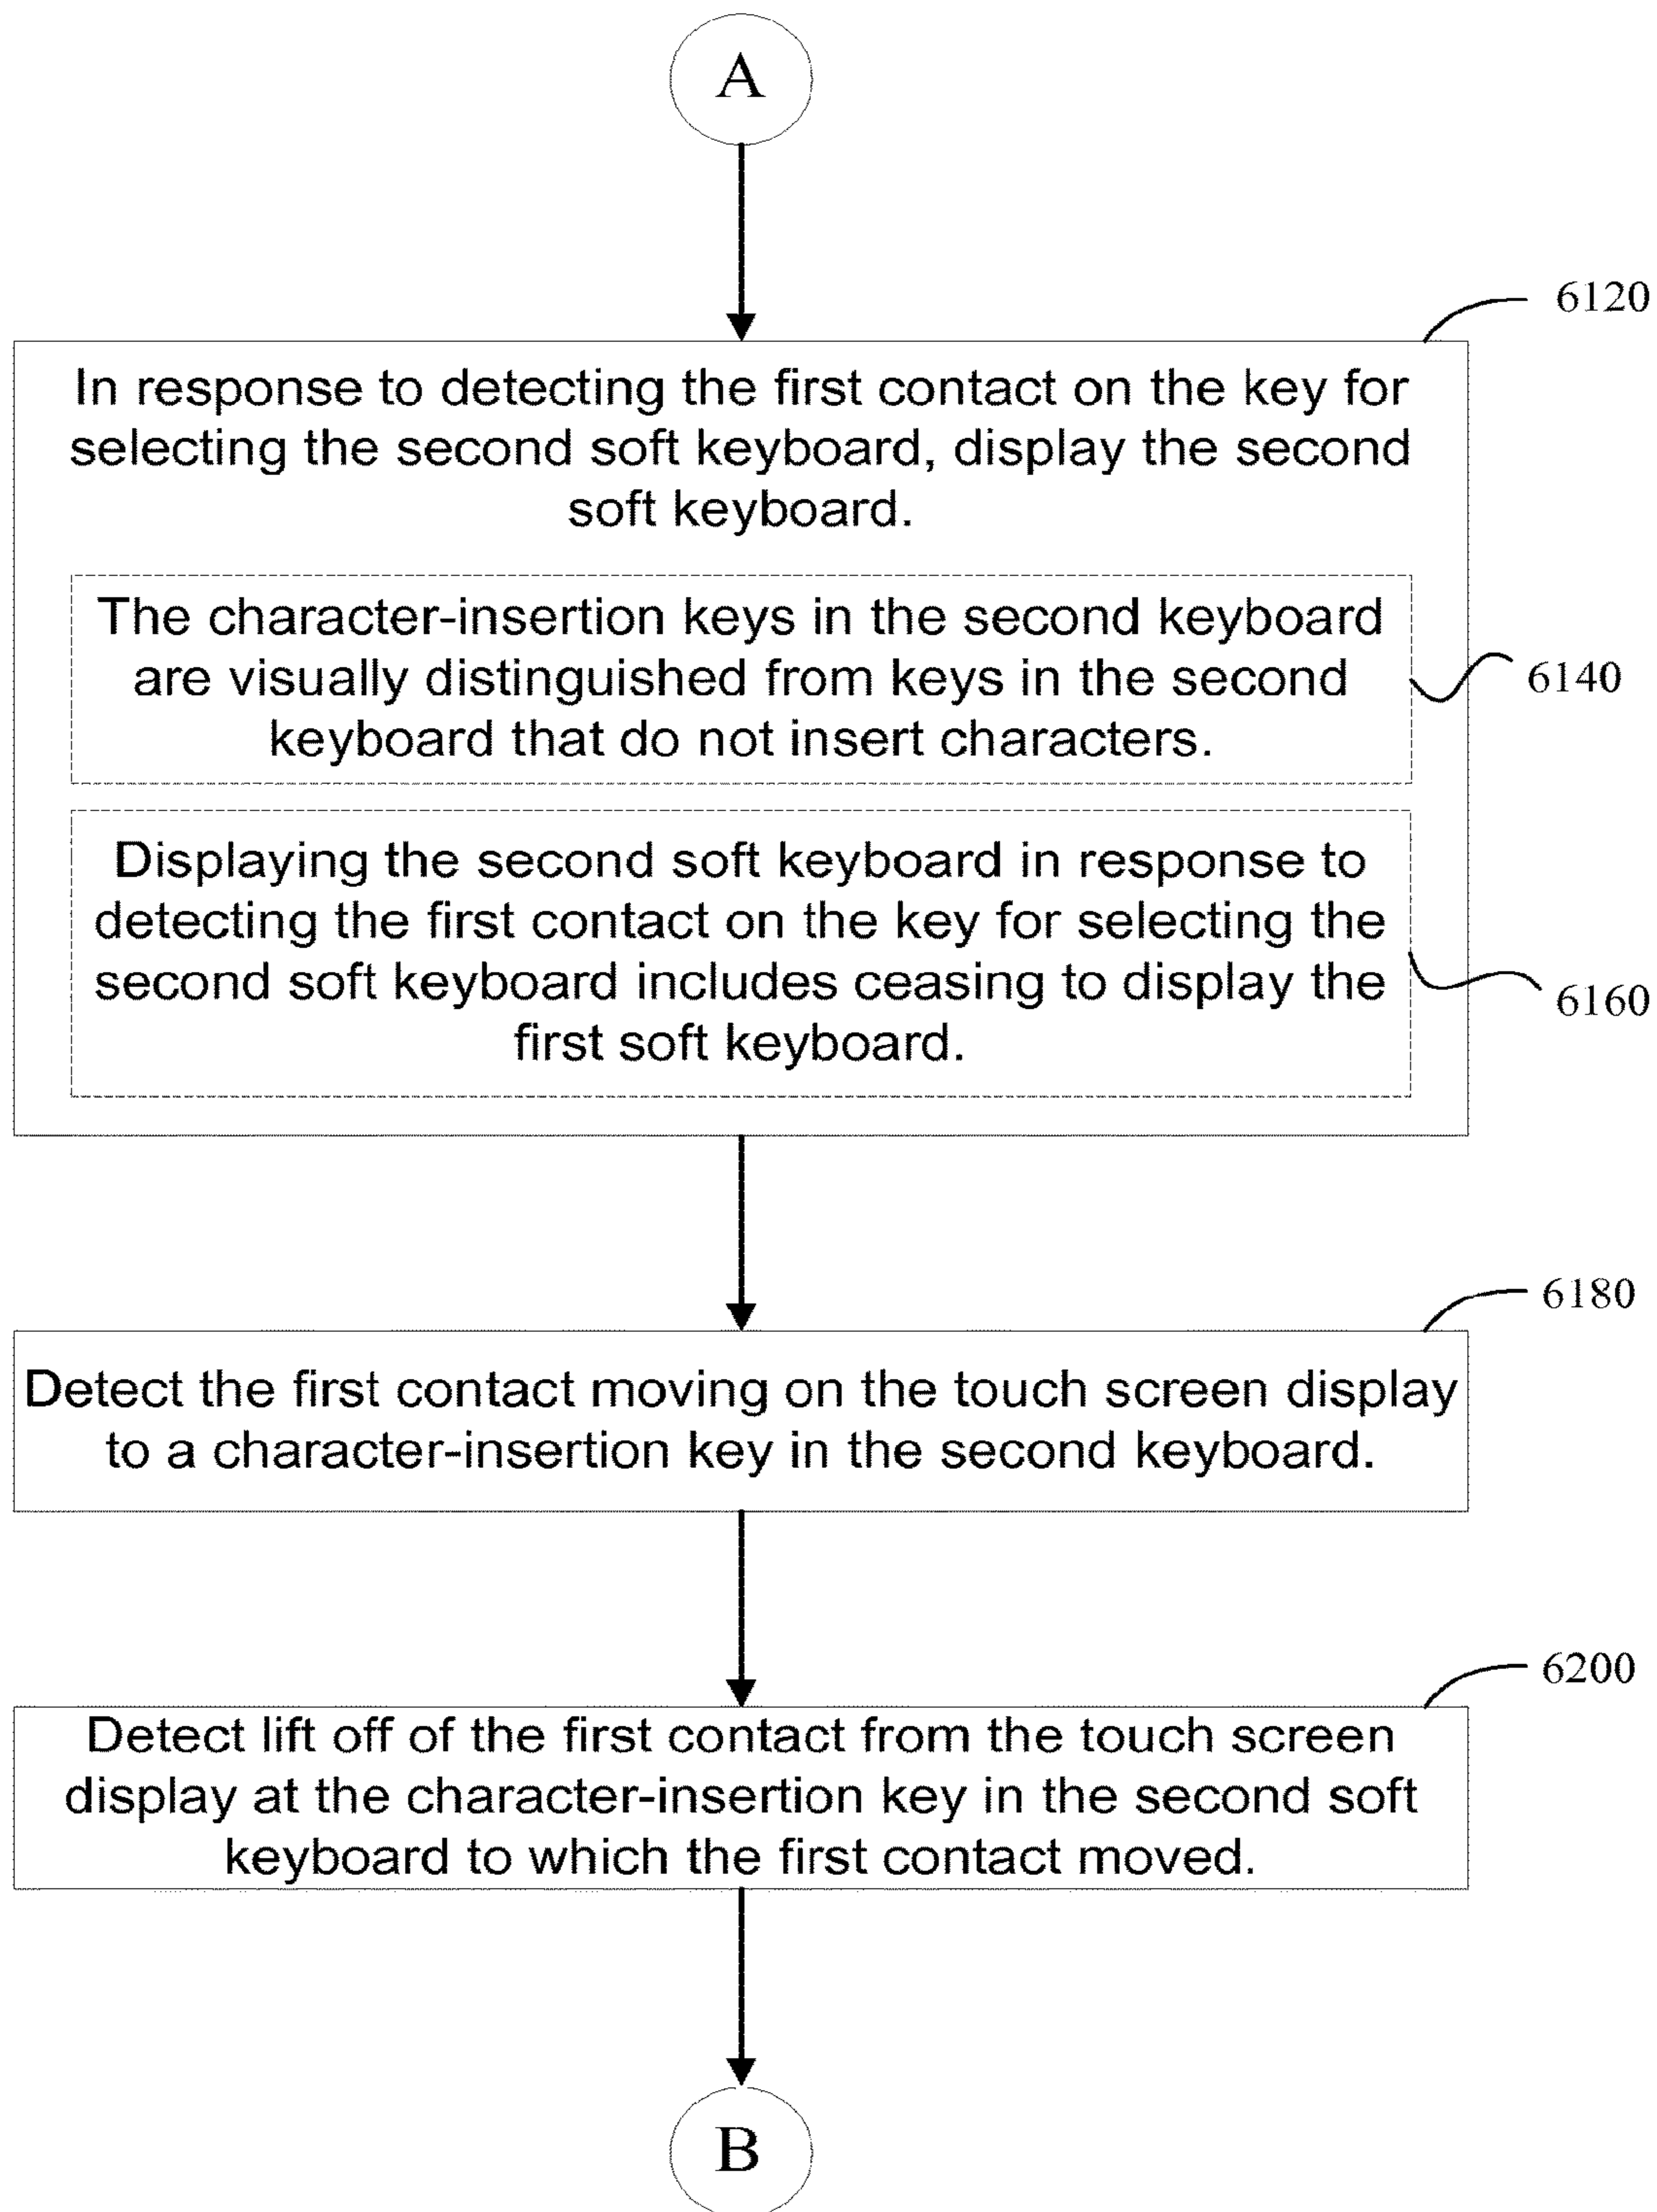 A
6120
In response to detecting the first contact on the key for
selecting the second soft keyboard, display the second
soft keyboard.
The character-insertion keys in the second keyboard
are visually distinguished from keys in the second
keyboard that do not insert characters.
6140
Displaying the second soft keyboard in response to
detecting the first contact on the key for selecting the
second soft keyboard includes ceasing to display the
first soft keyboard.
6160
6180
Detect the first contact moving on the touch screen display
to a character-insertion key in the second keyboard.
6200
Detect lift off of the first contact from the touch screen
display at the character-insertion key in the second soft
keyboard to which the first contact moved.
B